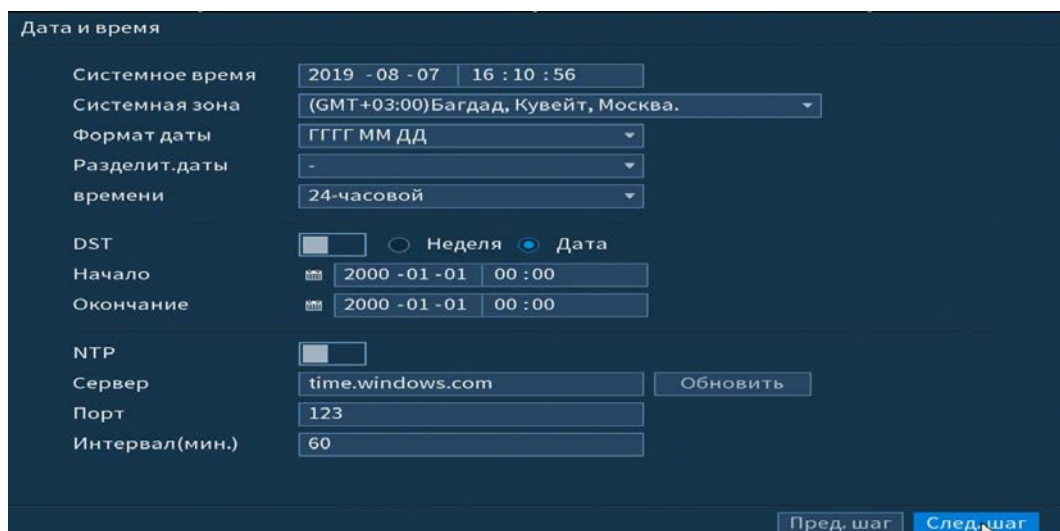 Дата и время
Системное время 2019 - 08 - 07 16 : 10 : 56
Системная зона (GMT+03:00)Багдад, Кувейт, Москва.
Формат даты ГГГГ ММ ДД
Разделит.даты -
времени 24-часовой
DST Неделя Дата
Начало 2000 - 01 - 01 00 : 00
Окончание 2000 - 01 - 01 00 : 00
NTP
Сервер time.windows.com Обновить
Порт 123
Интервал(мин.) 60
Пред. шаг След. шаг